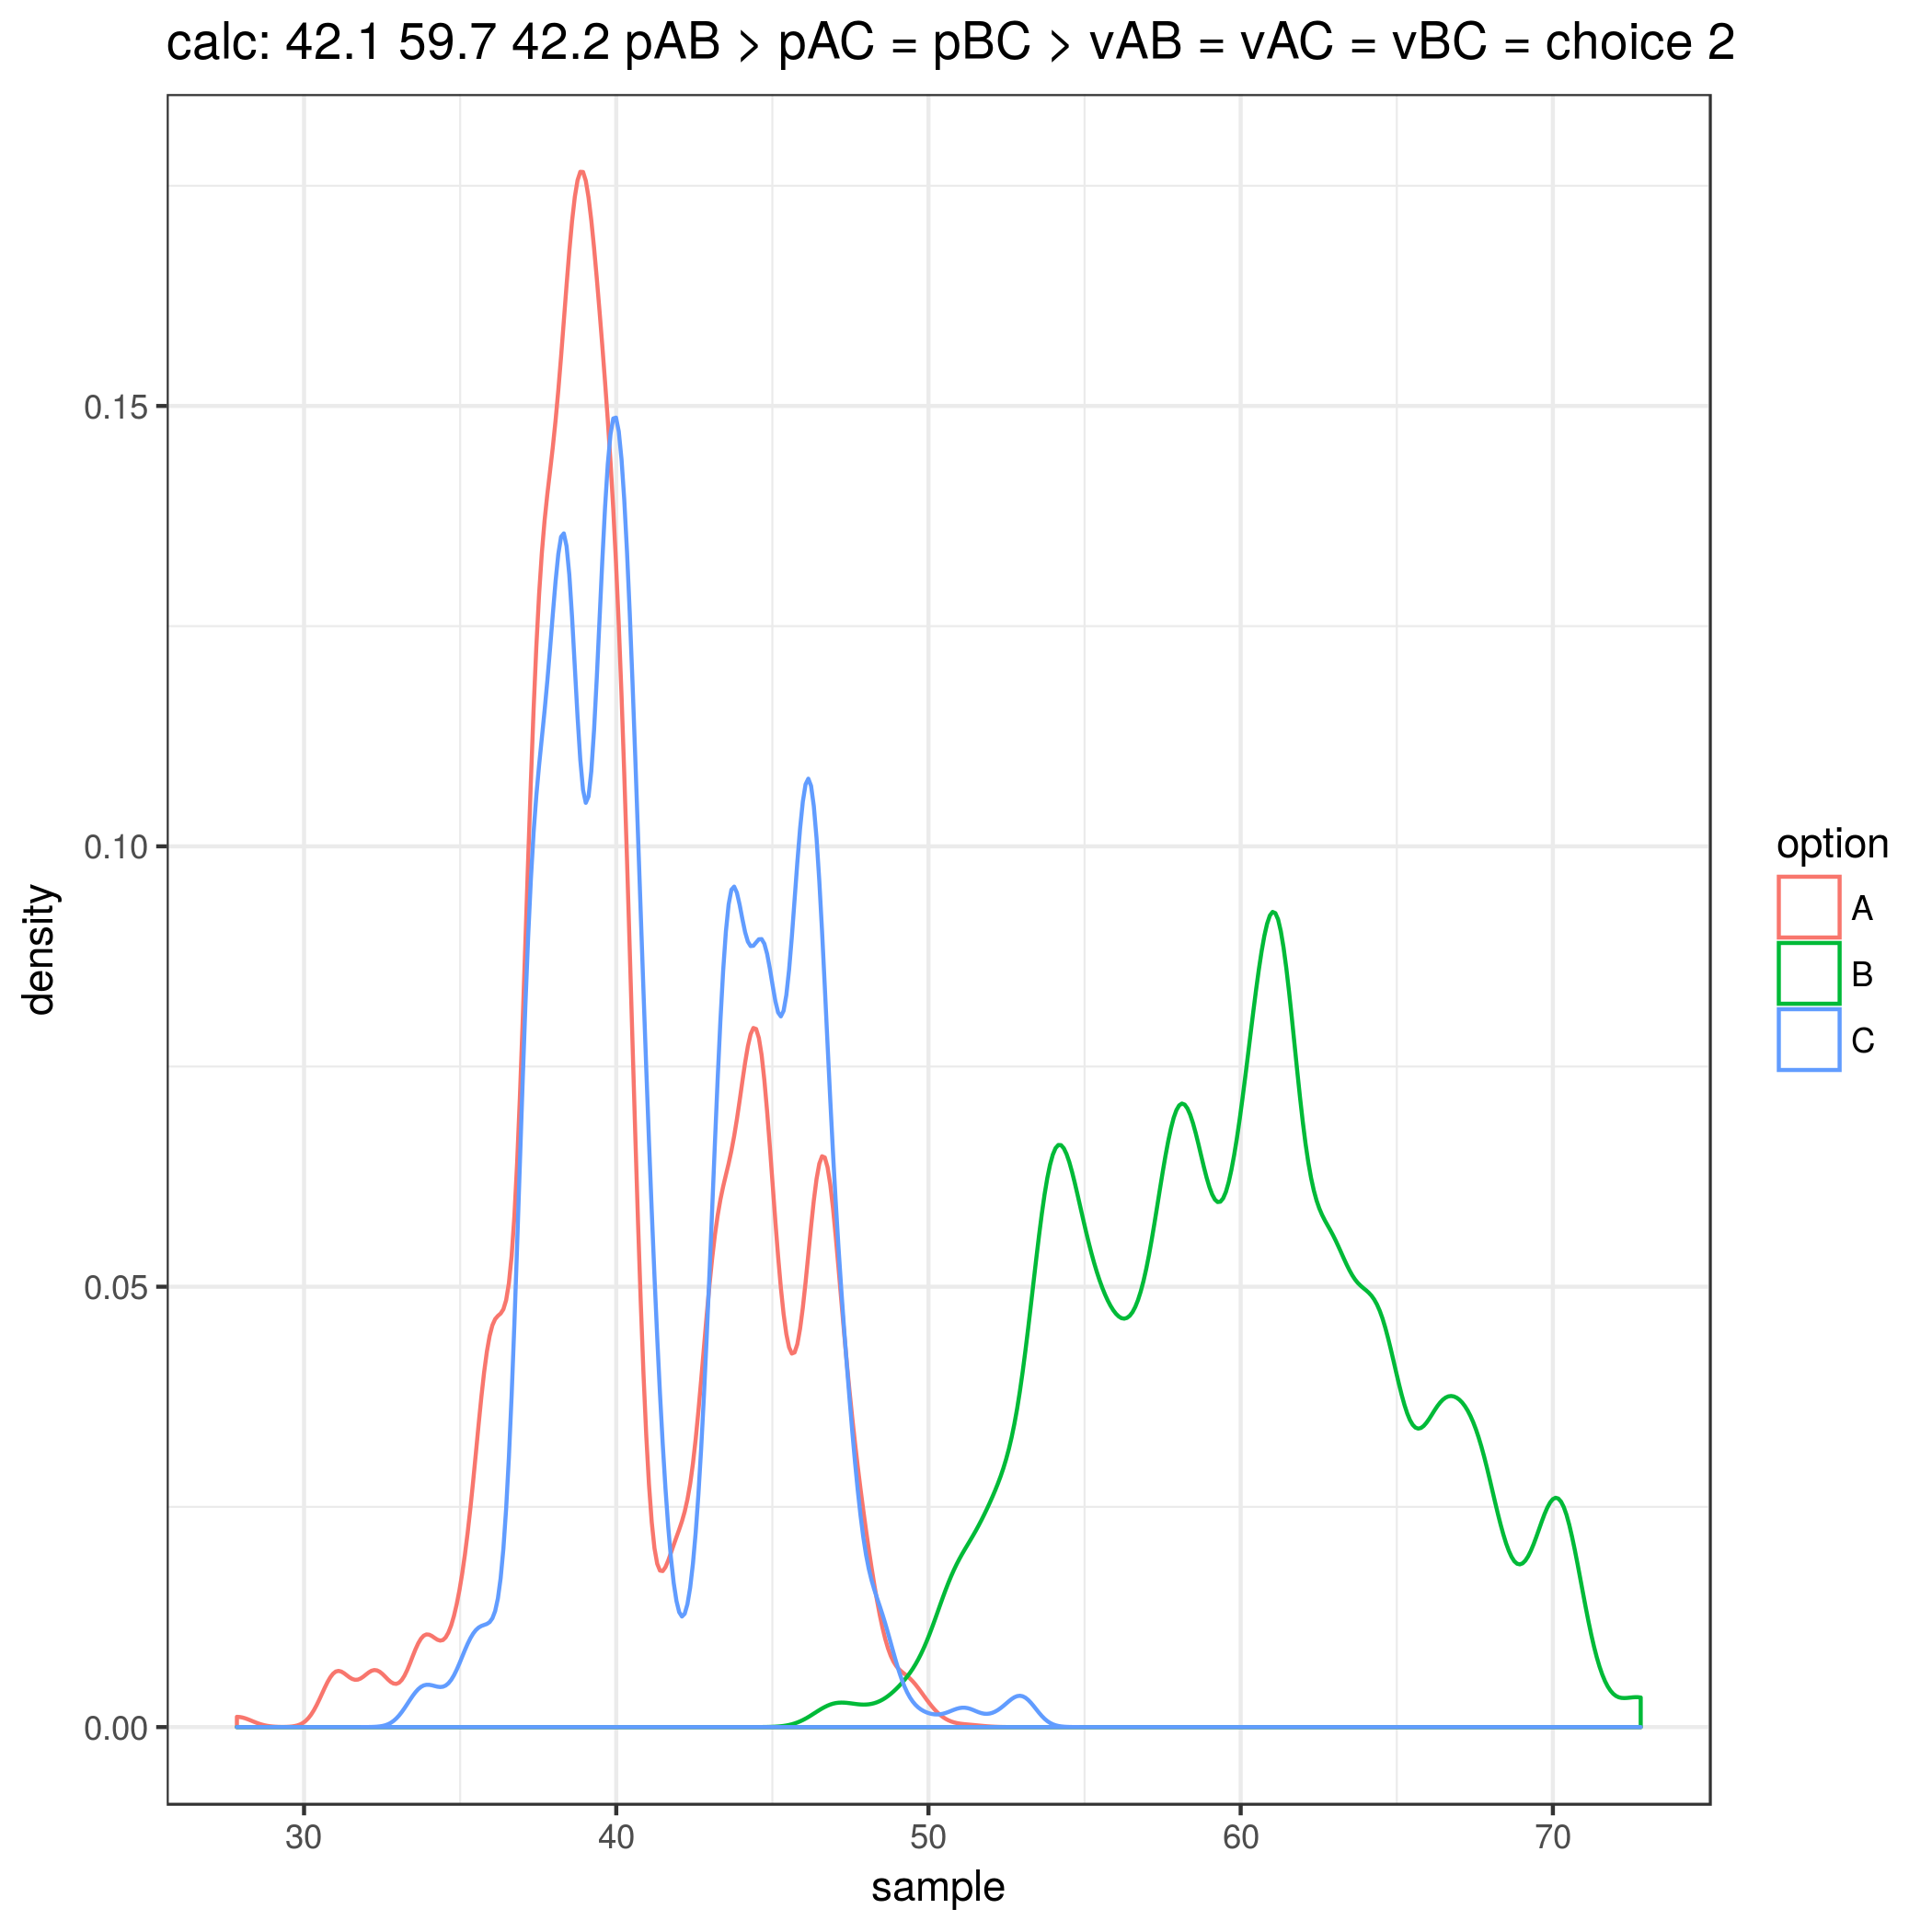 calc: 42.1 59.7 42.2 pAB > pAC = pBC > vAB = vAC = vBC = choice 2
0.15
0.10
0.05
0.00
density
30 40 50 60 70
sample
option
A
B
C